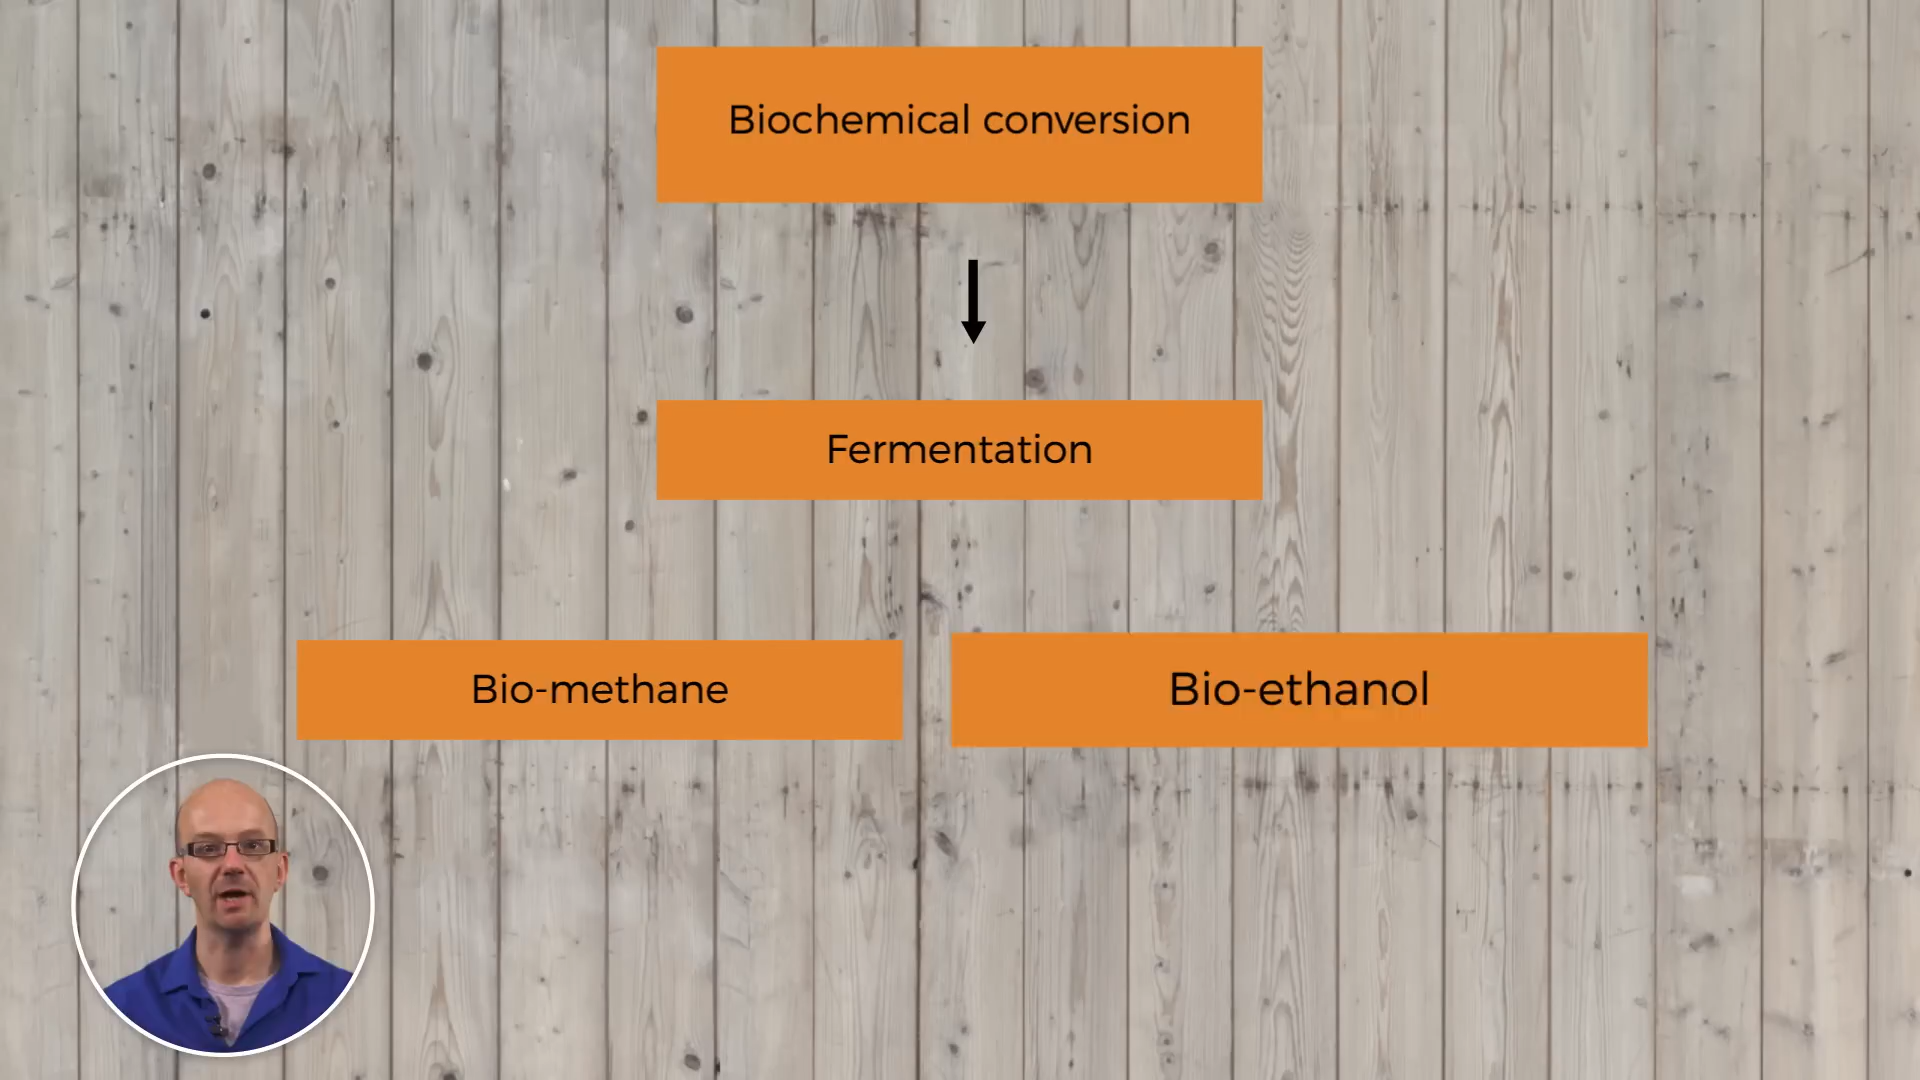 Biochemical conversion
Fermentation
Bio-methane
Bio-ethanol